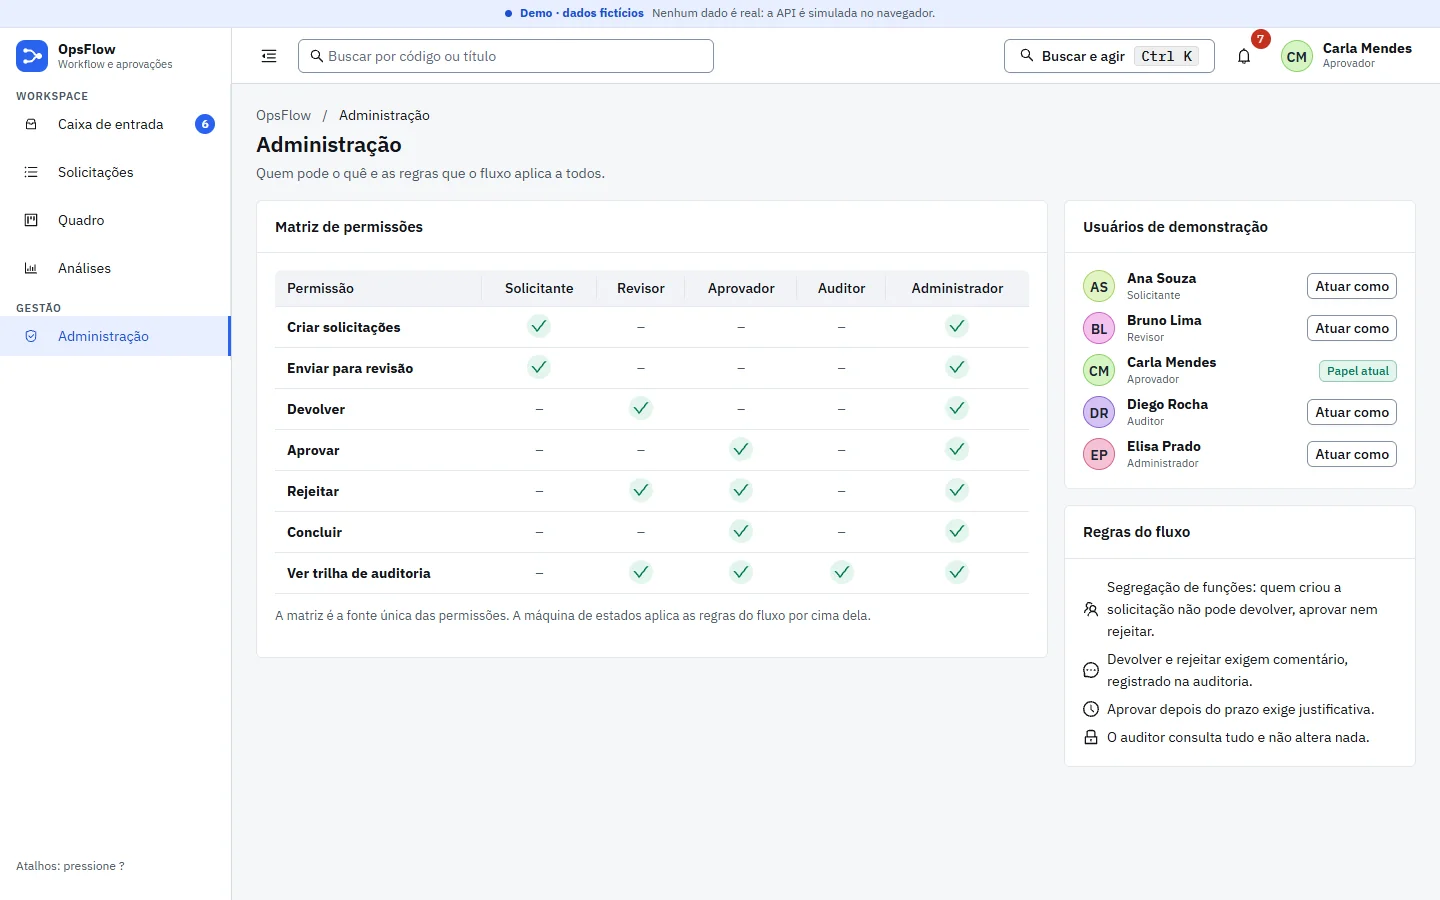 Demo · dados fictícios Nenhum dado é real: a API é simulada no navegador.
OpsFlow
Workflow e aprovações
WORKSPACE
Caixa de entrada 6
Solicitações
Quadro
Análises
GESTÃO
Administração
Atalhos: pressione ?
Buscar por código ou título
Buscar e agir Ctrl K
7
CM
Carla Mendes
Aprovador
OpsFlow / Administração
Administração
Quem pode o quê e as regras que o fluxo aplica a todos.
Matriz de permissões
Permissão Solicitante Revisor Aprovador Auditor Administrador
Criar solicitações – – –
Enviar para revisão – – –
Devolver – – –
Aprovar – – –
Rejeitar – –
Concluir – – –
Ver trilha de auditoria –
A matriz é a fonte única das permissões. A máquina de estados aplica as regras do fluxo por cima dela.
Usuários de demonstração
AS Ana Souza
Solicitante
Atuar como
BL Bruno Lima
Revisor
Atuar como
CM Carla Mendes
Aprovador
Papel atual
DR Diego Rocha
Auditor
Atuar como
EP Elisa Prado
Administrador
Atuar como
Regras do fluxo
Segregação de funções: quem criou a
solicitação não pode devolver, aprovar nem
rejeitar.
Devolver e rejeitar exigem comentário,
registrado na auditoria.
Aprovar depois do prazo exige justificativa.
O auditor consulta tudo e não altera nada.